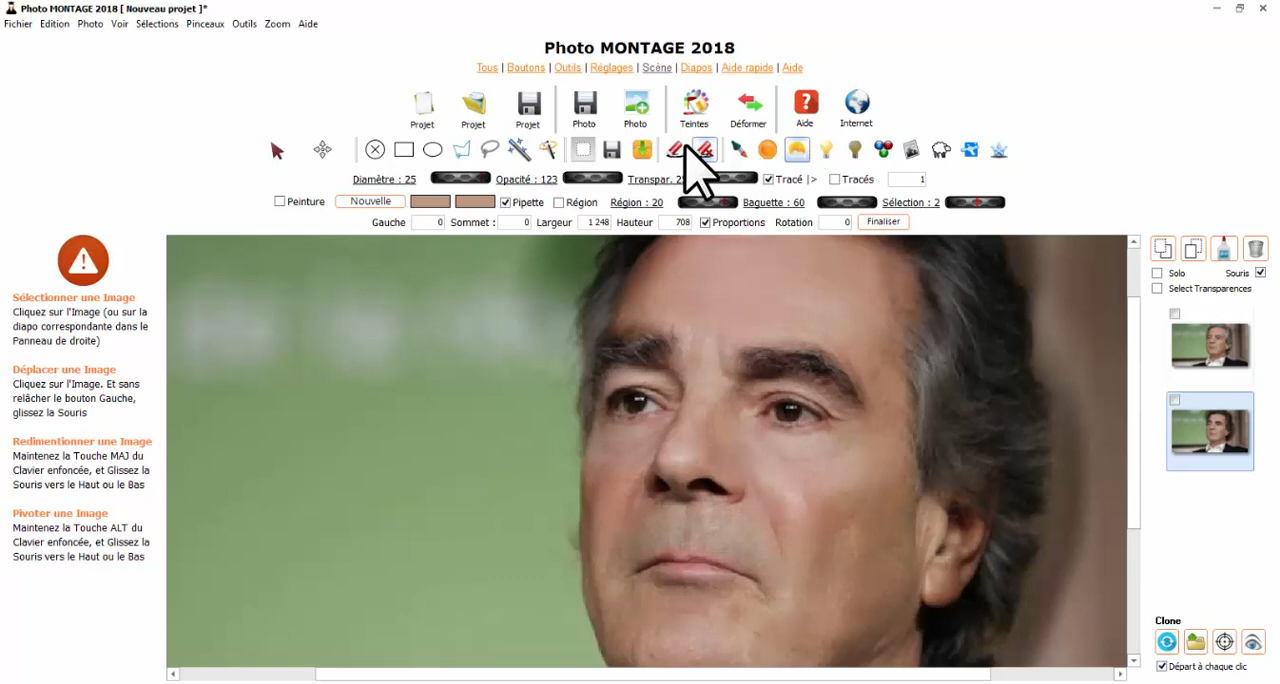 Photo MONTAGE 2018 [ Nouveau projet ]*
Fichier Edition Photo Voir Sélections Pinceaux Outils Zoom Aide
Photo MONTAGE 2018
Tous | Boutons | Outils | Réglages | Scène | Diapos | Aide rapide | Aide
Projet Projet Projet Photo Photo Teintes Déformer Aide Internet
Diamètre : 25 Opacité : 123 Transpar. Tracé |> Tracés 1
Peinture Nouvelle Pipette Région Région : 20 Baguette : 60 Sélection : 2
Gauche 0 Sommet : 0 Largeur 1 248 Hauteur 708 Proportions Rotation 0 Finaliser
Sélectionner une Image
Cliquez sur l'Image (ou sur la
diapo correspondante dans le
Panneau de droite)
Déplacer une Image
Cliquez sur l'Image. Et sans
relâcher le bouton Gauche,
glissez la Souris
Redimentionner une Image
Maintenez la Touche MAJ du
Clavier enfoncée, et Glissez la
Souris vers le Haut ou le Bas
Pivoter une Image
Maintenez la Touche ALT du
Clavier enfoncée, et Glissez la
Souris vers le Haut ou le Bas
Solo Souris
Select Transparences
Clone
Départ à chaque clic